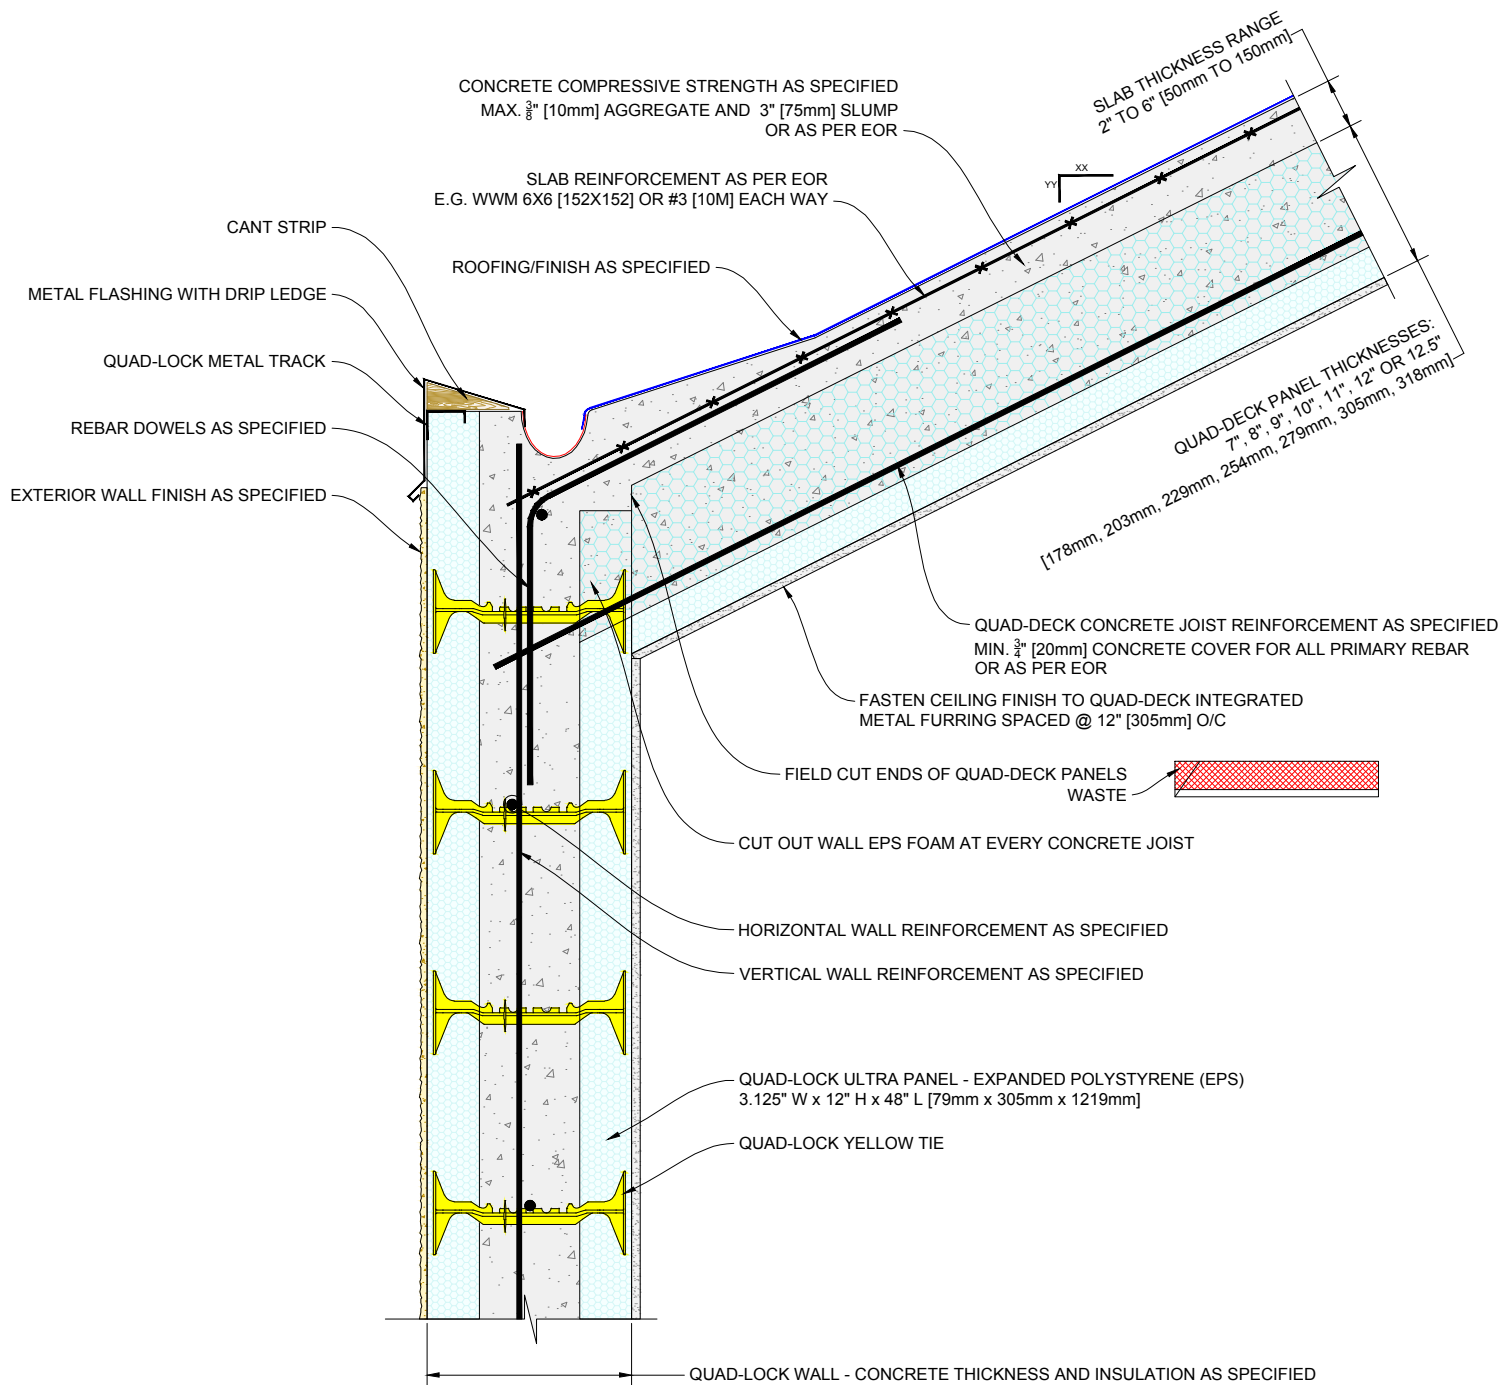 SLAB THICKNESS RANGE
2" TO 6" [50mm TO 150mm]
CONCRETE COMPRESSIVE STRENGTH AS SPECIFIED
MAX. 3/8" [10mm] AGGREGATE AND 3" [75mm] SLUMP
OR AS PER EOR
XX
YY
SLAB REINFORCEMENT AS PER EOR
E.G. WWM 6X6 [152X152] OR #3 [10M] EACH WAY
CANT STRIP
ROOFING/FINISH AS SPECIFIED
METAL FLASHING WITH DRIP LEDGE
QUAD-LOCK METAL TRACK
REBAR DOWELS AS SPECIFIED
EXTERIOR WALL FINISH AS SPECIFIED
QUAD-DECK PANEL THICKNESSES:
7", 8", 9", 10", 11", 12" OR 12.5"
[178mm, 203mm, 229mm, 254mm, 279mm, 305mm, 318mm]
QUAD-DECK CONCRETE JOIST REINFORCEMENT AS SPECIFIED
MIN. 3/4" [20mm] CONCRETE COVER FOR ALL PRIMARY REBAR
OR AS PER EOR
FASTEN CEILING FINISH TO QUAD-DECK INTEGRATED
METAL FURRING SPACED @ 12" [305mm] O/C
FIELD CUT ENDS OF QUAD-DECK PANELS
WASTE
CUT OUT WALL EPS FOAM AT EVERY CONCRETE JOIST
HORIZONTAL WALL REINFORCEMENT AS SPECIFIED
VERTICAL WALL REINFORCEMENT AS SPECIFIED
QUAD-LOCK ULTRA PANEL - EXPANDED POLYSTYRENE (EPS)
3.125" W x 12" H x 48" L [79mm x 305mm x 1219mm]
QUAD-LOCK YELLOW TIE
QUAD-LOCK WALL - CONCRETE THICKNESS AND INSULATION AS SPECIFIED